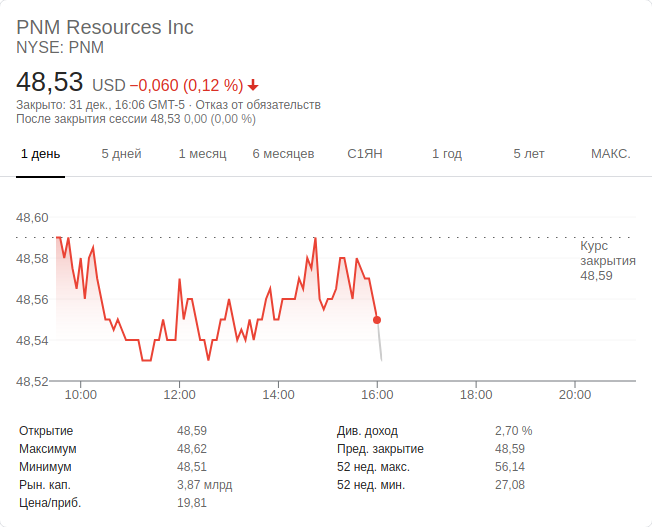 PNM Resources Inc
NYSE: PNM
48,53 USD −0,060 (0,12 %)
Закрыто: 31 дек., 16:06 GMT-5 · Отказ от обязательств
После закрытия сессии 48,53 0,00 (0,00 %)
1 день 5 дней 1 месяц 6 месяцев С1ЯН 1 год 5 лет МАКС.
48,60
48,58
48,56
48,54
48,52
Курс
закрытия
48,59
10:00 12:00 14:00 16:00 18:00 20:00
Открытие 48,59 Див. доход 2,70 %
Максимум 48,62 Пред. закрытие 48,59
Минимум 48,51 52 нед. макс. 56,14
Рын. кап. 3,87 млрд 52 нед. мин. 27,08
Цена/приб. 19,81